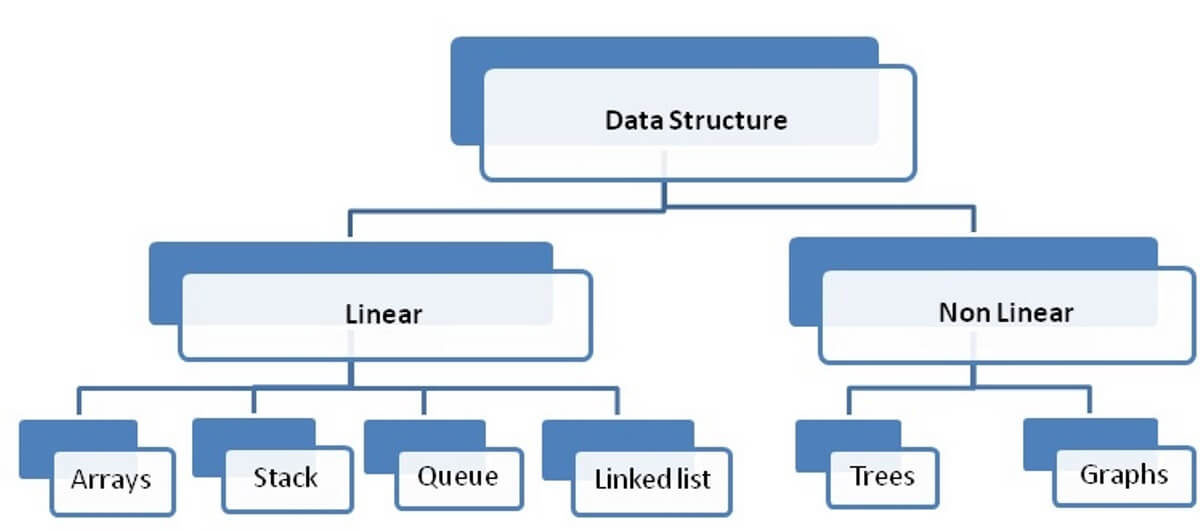 Data Structure
Linear
Non Linear
Arrays
Stack
Queue
Linked list
Trees
Graphs